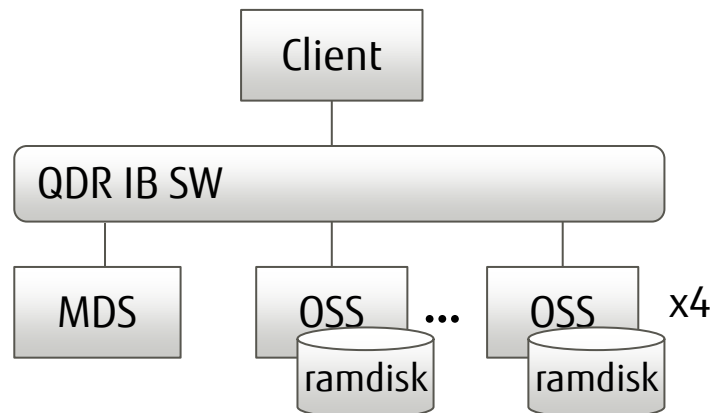 Client
QDR IB SW
MDS
OSS
...
OSS
x4
ramdisk
ramdisk